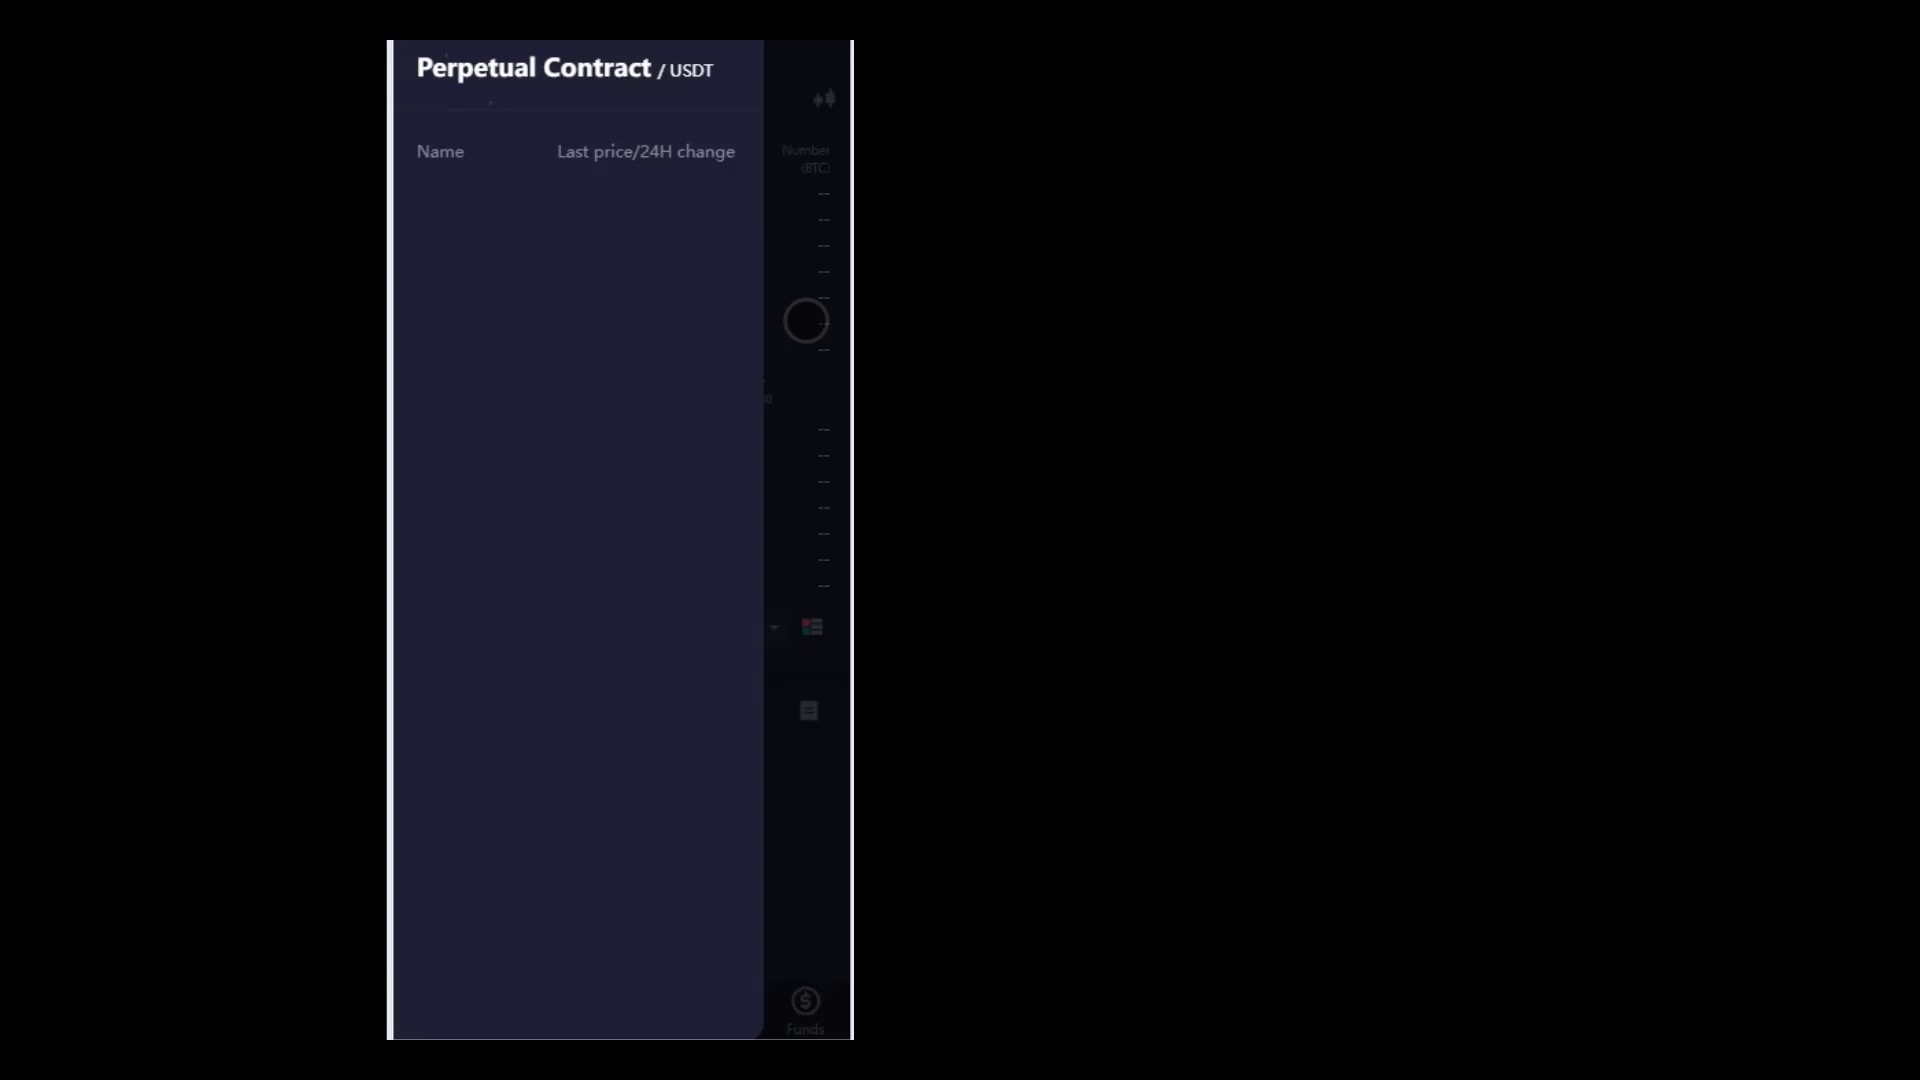 Perpetual Contract / USDT
Name Last price/24H change
Number
(BTC)
--
--
--
--
--
--
--
--
--
--
--
--
--
--
Funds